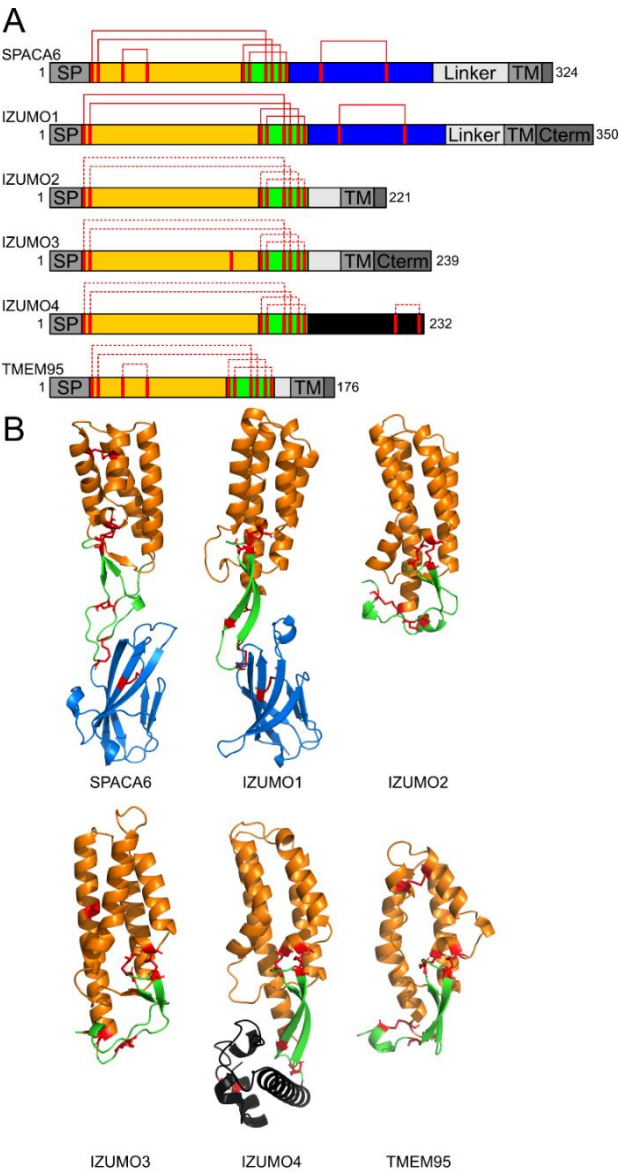 A
SPACA6
1 SP Linker TM 324
IZUMO1
1 SP Linker TM Cterm 350
IZUMO2
1 SP TM 221
IZUMO3
1 SP TM Cterm 239
IZUMO4
1 SP 232
TMEM95
1 SP TM 176
B
SPACA6 IZUMO1 IZUMO2
IZUMO3 IZUMO4 TMEM95